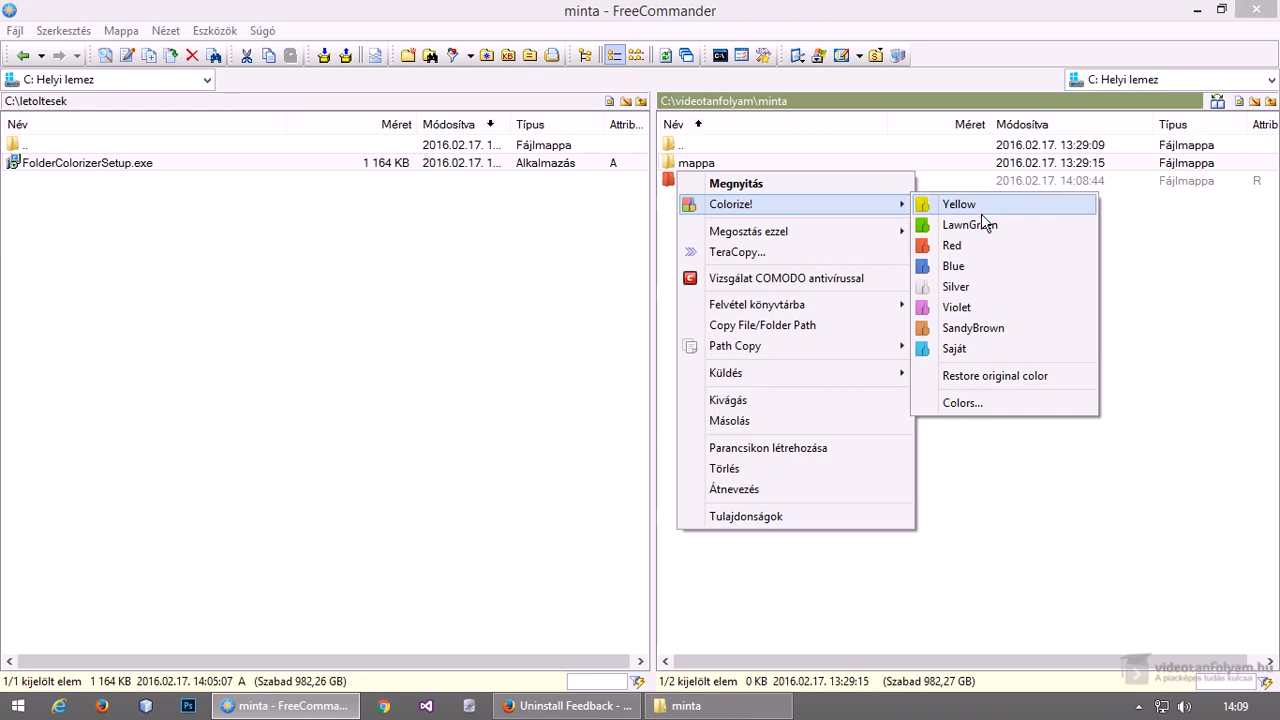 minta - FreeCommander
Fájl Szerkesztés Mappa Nézet Eszközök Súgó
C: Helyi lemez
C: Helyi lemez
C:\letoltesek
C:\videotanfolyam\minta
Név Méret Módosítva Típus Attrib...
Név Méret Módosítva Típus Attrib
.. 2016.02.17. 1... Fájlmappa
.. 2016.02.17. 13:29:09 Fájlmappa
FolderColorizerSetup.exe 1 164 KB 2016.02.17. 1... Alkalmazás A
mappa 2016.02.17. 13:29:15 Fájlmappa
2016.02.17. 14:08:44 Fájlmappa R
Megnyitás
Colorize!
Megosztás ezzel
TeraCopy...
Vizsgálat COMODO antivírussal
Felvétel könyvtárba
Copy File/Folder Path
Path Copy
Küldés
Kivágás
Másolás
Parancsikon létrehozása
Törlés
Átnevezés
Tulajdonságok
Yellow
LawnGreen
Red
Blue
Silver
Violet
SandyBrown
Saját
Restore original color
Colors...
1/1 kijelölt elem 1 164 KB 2016.02.17. 14:05:07 A (Szabad 982,26 GB)
1/2 kijelölt elem 0 KB 2016.02.17. 13:29:15 (Szabad 982,27 GB)
videotanfolyam.hu
A piacképes tudás kulcsa
minta - FreeComma...
Uninstall Feedback - ...
minta
14:09